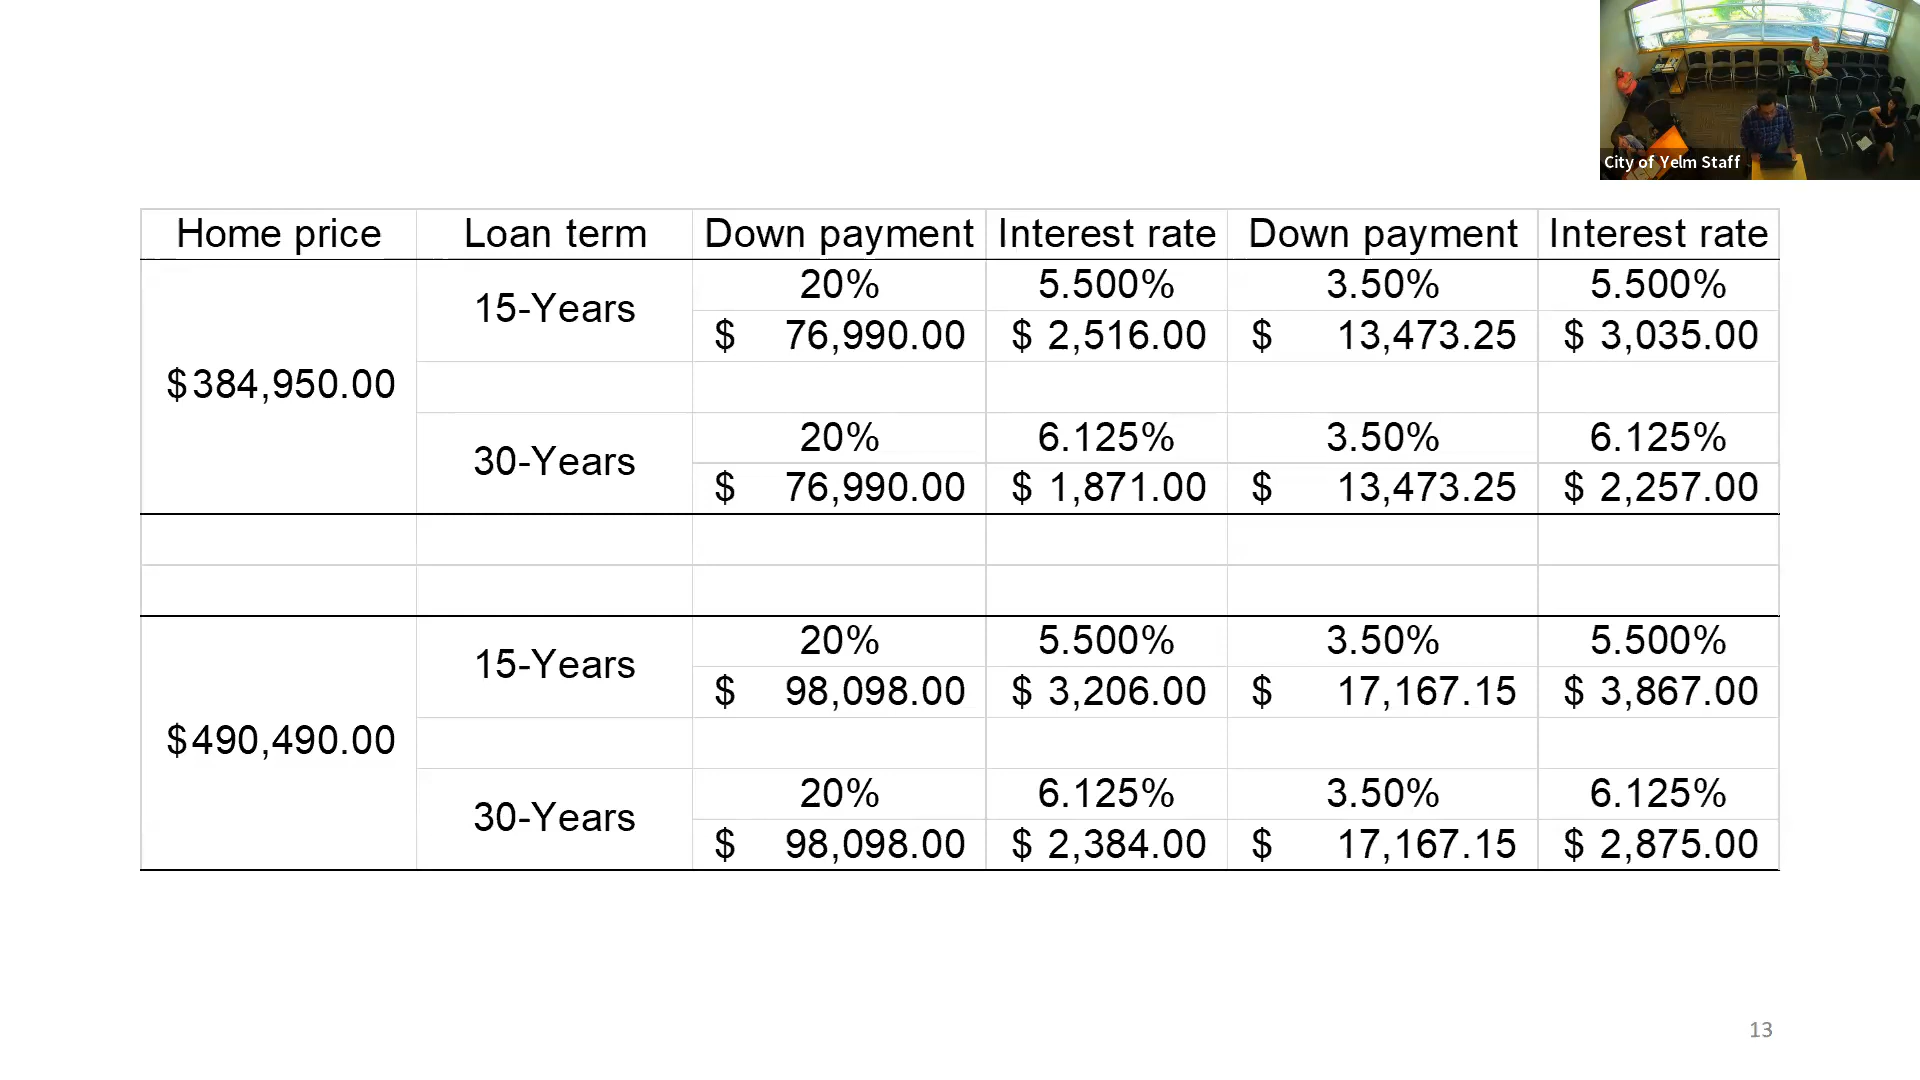 City of Yelm Staff
Home price Loan term Down payment Interest rate Down payment Interest rate
$384,950.00
15-Years
20% 5.500% 3.50% 5.500%
$ 76,990.00 $ 2,516.00 $ 13,473.25 $ 3,035.00
30-Years
20% 6.125% 3.50% 6.125%
$ 76,990.00 $ 1,871.00 $ 13,473.25 $ 2,257.00
$490,490.00
15-Years
20% 5.500% 3.50% 5.500%
$ 98,098.00 $ 3,206.00 $ 17,167.15 $ 3,867.00
30-Years
20% 6.125% 3.50% 6.125%
$ 98,098.00 $ 2,384.00 $ 17,167.15 $ 2,875.00
13